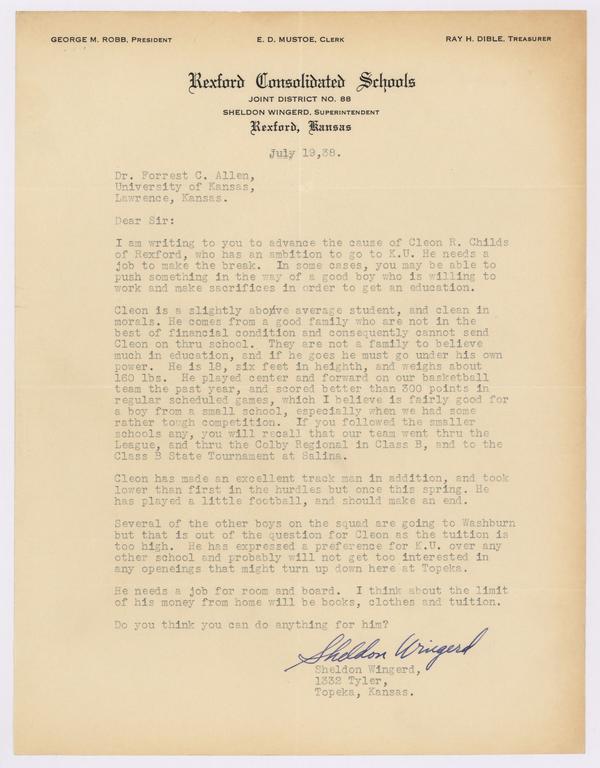 GEORGE M. ROBB, PRESIDENT E. D. MUSTOE, CLERK RAY H. DIBLE, TREASURER
Rexford Consolidated Schools
JOINT DISTRICT NO. 88
SHELDON WINGERD, SUPERINTENDENT
Rexford, Kansas
July 19,38.
Dr. Forrest C. Allen,
University of Kansas,
Lawrence, Kansas.
Dear Sir:
I am writing to you to advance the cause of Cleon R. Childs
of Rexford, who has an ambition to go to K.U. He needs a
job to make the break. In some cases, you may be able to
push something in the way of a good boy who is willing to
work and make sacrifices in order to get an education.
Cleon is a slightly abo/ve average student, and clean in
morals. He comes from a good family who are not in the
best of financial condition and consequently cannot send
Cleon on thru school. They are not a family to believe
much in education, and if he goes he must go under his own
power. He is 18, six feet in heighth, and weighs about
160 lbs. He played center and forward on our basketball
team the past year, and scored better than 300 points in
regular scheduled games, which I believe is fairly good for
a boy from a small school, especially when we had some
rather tough competition. If you followed the smaller
schools any, you will recall that our team went thru the
League, and thru the Colby Regional in Class B, and to the
Class B State Tournament at Salina.
Cleon has made an excellent track man in addition, and took
lower than first in the hurdles but once this spring. He
has played a little football, and should make an end.
Several of the other boys on the squad are going to Washburn
but that is out of the question for Cleon as the tuition is
too high. He has expressed a preference for K.U. over any
other school and probably will not get too interested in
any openeings that might turn up down here at Topeka.
He needs a job for room and board. I think about the limit
of his money from home will be books, clothes and tuition.
Do you think you can do anything for him?
Sheldon Wingerd
Sheldon Wingerd,
1332 Tyler,
Topeka, Kansas.